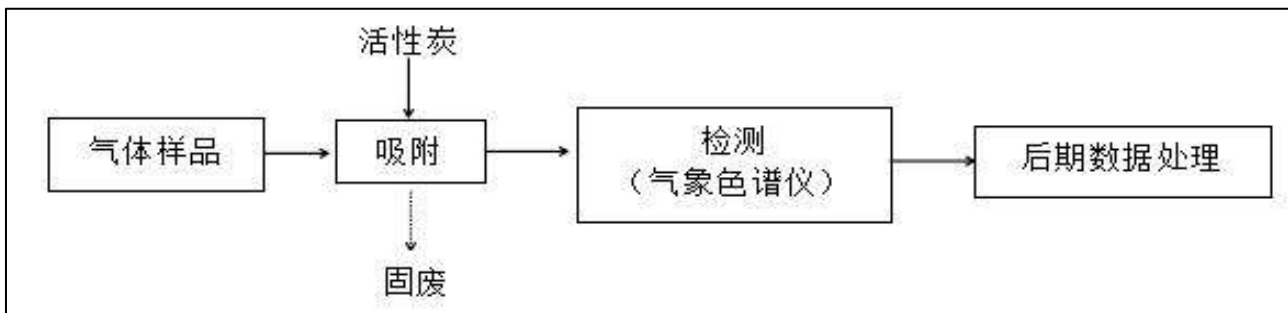 活性炭
气体样品
吸附
检测
（气象色谱仪）
后期数据处理
固废